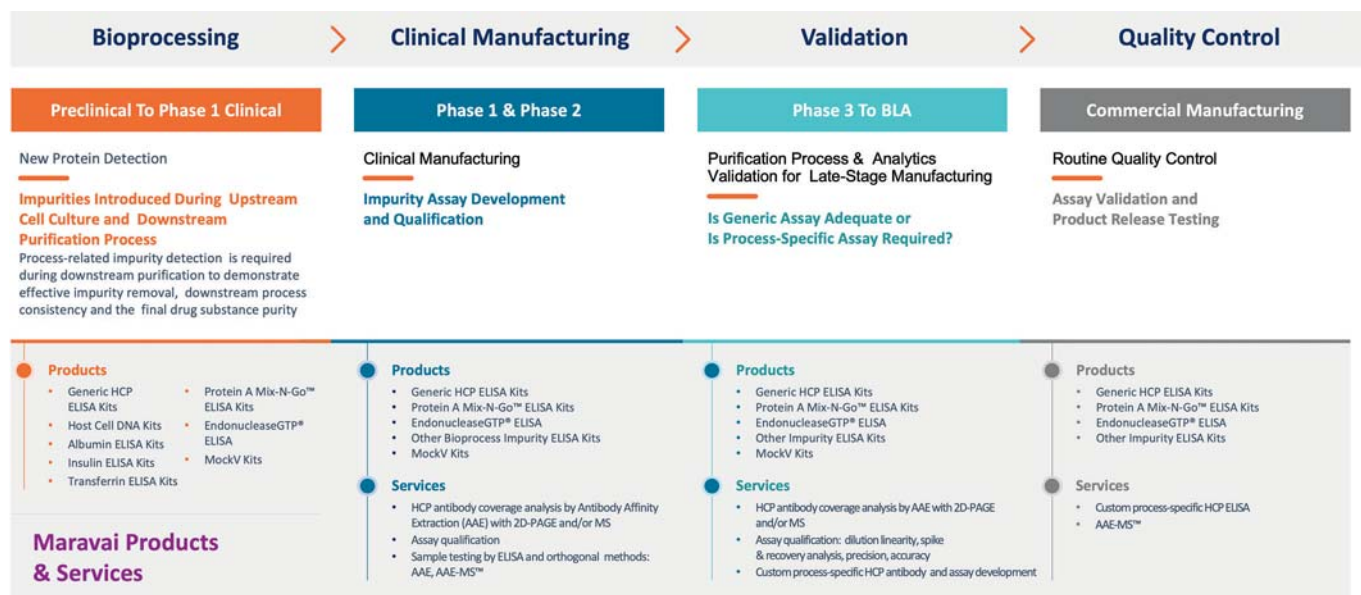 Bioprocessing
Clinical Manufacturing
Validation
Quality Control
Preclinical To Phase 1 Clinical
New Protein Detection
Impurities Introduced During Upstream
Cell Culture and Downstream
Purification Process
Process-related impurity detection is required
during downstream purification to demonstrate
effective impurity removal, downstream process
consistency and the final drug substance purity
Phase 1 & Phase 2
Clinical Manufacturing
Impurity Assay Development
and Qualification
Phase 3 To BLA
Purification Process & Analytics
Validation for Late-Stage Manufacturing
Is Generic Assay Adequate or
Is Process-Specific Assay Required?
Commercial Manufacturing
Routine Quality Control
Assay Validation and
Product Release Testing
Products
• Generic HCP
ELISA Kits
• Host Cell DNA Kits
• Albumin ELISA Kits
• Insulin ELISA Kits
• Transferrin ELISA Kits
• Protein A Mix-N-Go™
ELISA Kits
• EndonucleaseGTP®
ELISA
• MockV Kits
Maravai Products
& Services
Products
• Generic HCP ELISA Kits
• Protein A Mix-N-Go™ ELISA Kits
• EndonucleaseGTP® ELISA
• Other Bioprocess Impurity ELISA Kits
• MockV Kits
Services
• HCP antibody coverage analysis by Antibody Affinity
Extraction (AAE) with 2D-PAGE and/or MS
• Assay qualification
• Sample testing by ELISA and orthogonal methods:
AAE, AAE-MS™
Products
• Generic HCP ELISA Kits
• Protein A Mix-N-Go™ ELISA Kits
• EndonucleaseGTP® ELISA
• Other Impurity ELISA Kits
• MockV Kits
Services
• HCP antibody coverage analysis by AAE with 2D-PAGE
and/or MS
• Assay qualification: dilution linearity, spike
& recovery analysis, precision, accuracy
• Custom process-specific HCP antibody and assay development
Products
• Generic HCP ELISA Kits
• Protein A Mix-N-Go™ ELISA Kits
• EndonucleaseGTP® ELISA
• Other Impurity ELISA Kits
Services
• Custom process-specific HCP ELISA
• AAE-MS™